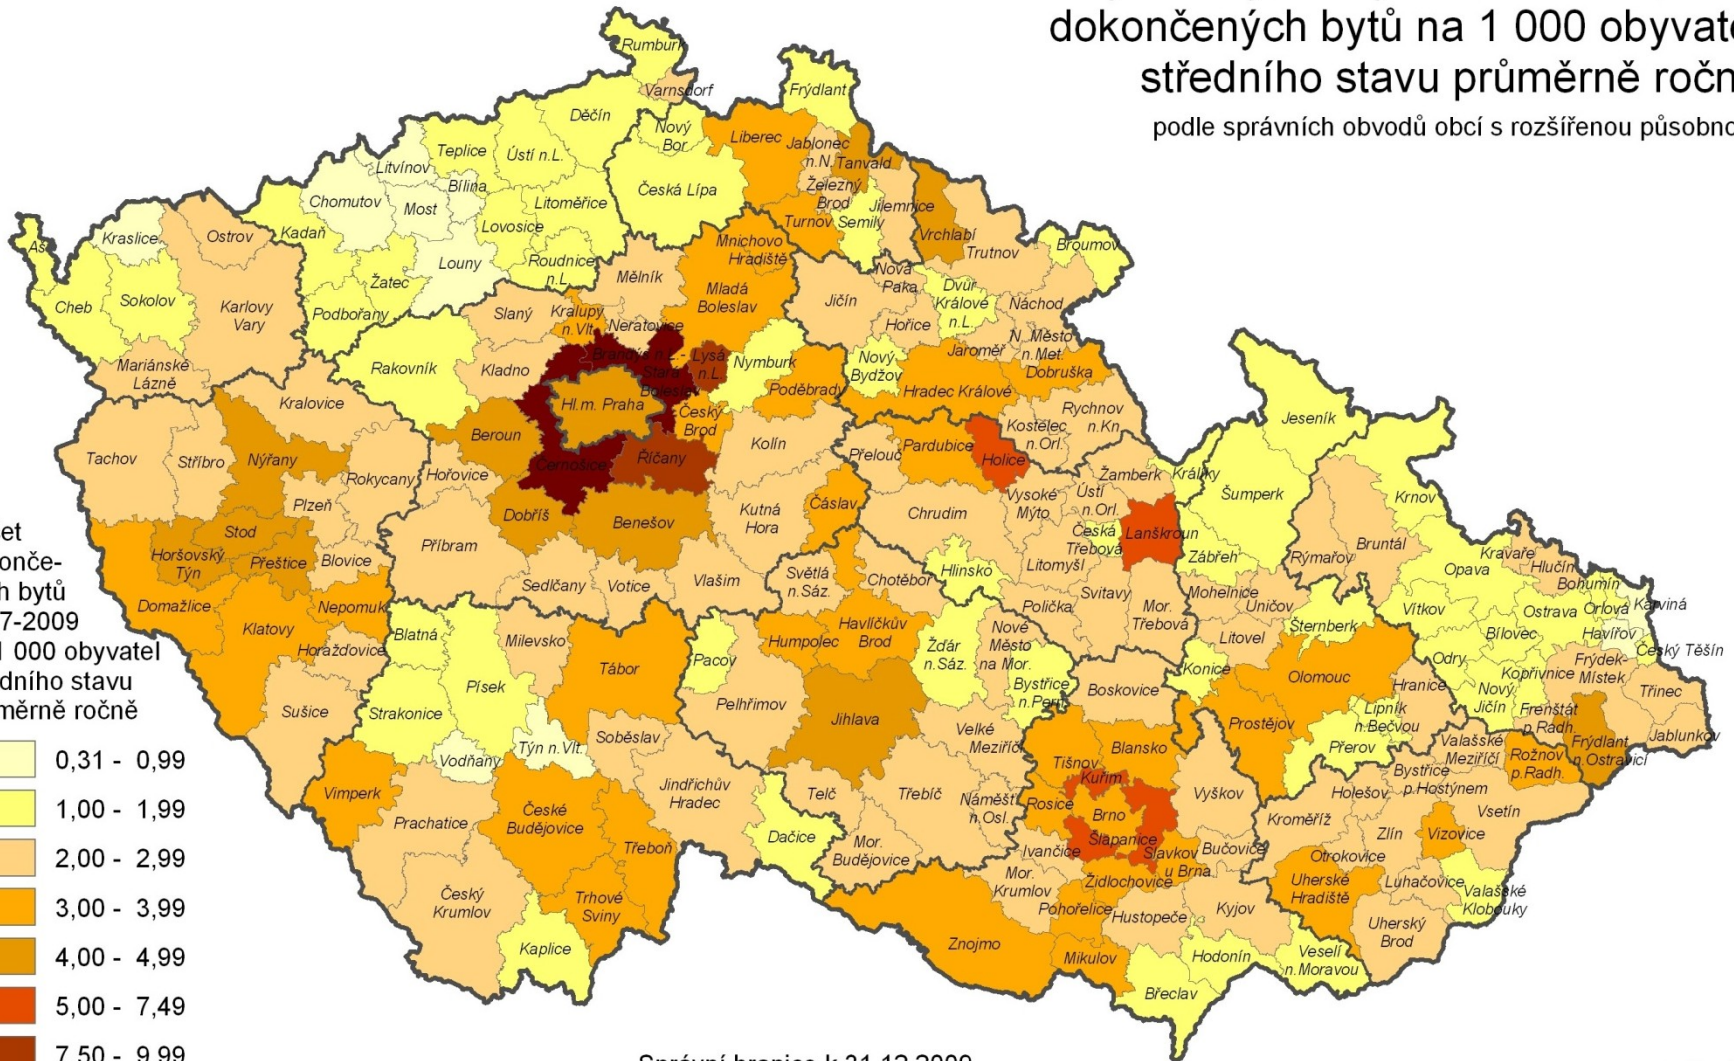 dokončených bytů na 1 000 obyvate
středního stavu průměrně ročn
podle správních obvodů obcí s rozšířenou působno
Rumburk
Varnsdorf
Frýdlant
Děčín
Nový
Bor
Liberec
Jablonec
n.N.
Tanvald
Teplice
Ústí n.L.
Litvínov
Bílina
Česká Lípa
Železný
Brod
Jilemnice
Chomutov
Most
Litoměřice
Turnov
Semily
Vrchlabí
Trutnov
Broumov
Kraslice
Ostrov
Kadaň
Lovosice
Mnichovo
Hradiště
Aš
Louny
Roudnice
n.L.
Mělník
Nová
Paka
Dvůr
Králové
n.L.
Náchod
Cheb
Sokolov
Karlovy
Vary
Žatec
Podbořany
Slaný
Kralupy
n.Vlt.
Neratovice
Mladá
Boleslav
Jičín
Hořice
N. Město
n.Met.
Mariánské
Lázně
Rakovník
Kladno
Brandýs n.L.-
Stará
Boleslav
Lysá
n.L.
Nymburk
Nový
Bydžov
Jaroměř
Dobruška
Kralovice
Hl.m. Praha
Český
Brod
Poděbrady
Hradec Králové
Rychnov
n.Kn
Jeseník
Tachov
Stříbro
Nýřany
Beroun
Kolín
Kostelec
n.Orl.
Rokycany
Hořovice
Černošice
Říčany
Přelouč
Pardubice
Holice
Žamberk
Králíky
Šumperk
Krnov
Plzeň
Dobříš
Benešov
Kutná
Hora
Čáslav
Chrudim
Vysoké
Mýto
Ústí
n.Orl.
Stod
Horšovský
Týn
Přeštice
Blovice
Příbram
Česká
Třebová
Lanškroun
Zábřeh
Rýmařov
Bruntál
Kravaře
Opava
Hlučín
Bohumín
Sedlčany
Votice
Vlašim
Světlá
n.Sáz.
Chotěboř
Hlinsko
Litomyšl
Svitavy
Mohelnice
Uničov
Vítkov
Ostrava
Orlová
Karviná
Domažlice
Nepomuk
Klatovy
Horažďovice
Blatná
Milevsko
Humpolec
Havlíčkův
Brod
Polička
Mor.
Třebová
Litovel
Šternberk
Bílovec
Havířov
Český Těšín
Tábor
Pacov
Žďár
n.Sáz.
Nové
Město
na Mor.
Bystřice
n.Pern.
Konice
Olomouc
Odry
Frýdek-
Místek
Kopřivnice
Třinec
Sušice
Strakonice
Písek
Pelhřimov
Jihlava
Boskovice
Hranice
Nový
Jičín
Frenštát
p.Radh.
Jablunkov
Týn n.Vlt.
Soběslav
Velké
Meziříčí
Blansko
Prostějov
Lipník
n.Bečvou
Přerov
Valašské
Meziříčí
Frýdlant
n.Ostravicí
Rožnov
p.Radh.
Vodňany
Vimperk
Jindřichův
Hradec
Telč
Třebíč
Náměšť
n.Osl.
Tišnov
Kuřim
Rosice
Brno
Vyškov
Bystřice
p.Hostýnem
Holešov
Vsetín
Prachatice
České
Budějovice
Třeboň
Dačice
Mor.
Budějovice
Ivančice
Šlapanice
Slavkov
u Brna
Bučovice
Kroměříž
Zlín
Vizovice
Otrokovice
Český
Krumlov
Trhové
Sviny
Kaplice
Mor.
Krumlov
Židlochovice
Pohořelice
Hustopeče
Kyjov
Uherské
Hradiště
Luhačovice
Valašské
Klobouky
Uherský
Brod
Znojmo
Mikulov
Hodonín
Veselí
n.Moravou
Břeclav
et
konče-
h bytů
7-2009
1 000 obyvatel
dního stavu
měrně ročně
0,31 - 0,99
1,00 - 1,99
2,00 - 2,99
3,00 - 3,99
4,00 - 4,99
5,00 - 7,49
7,50 - 9,99
Správní hranice k 31.12.2009